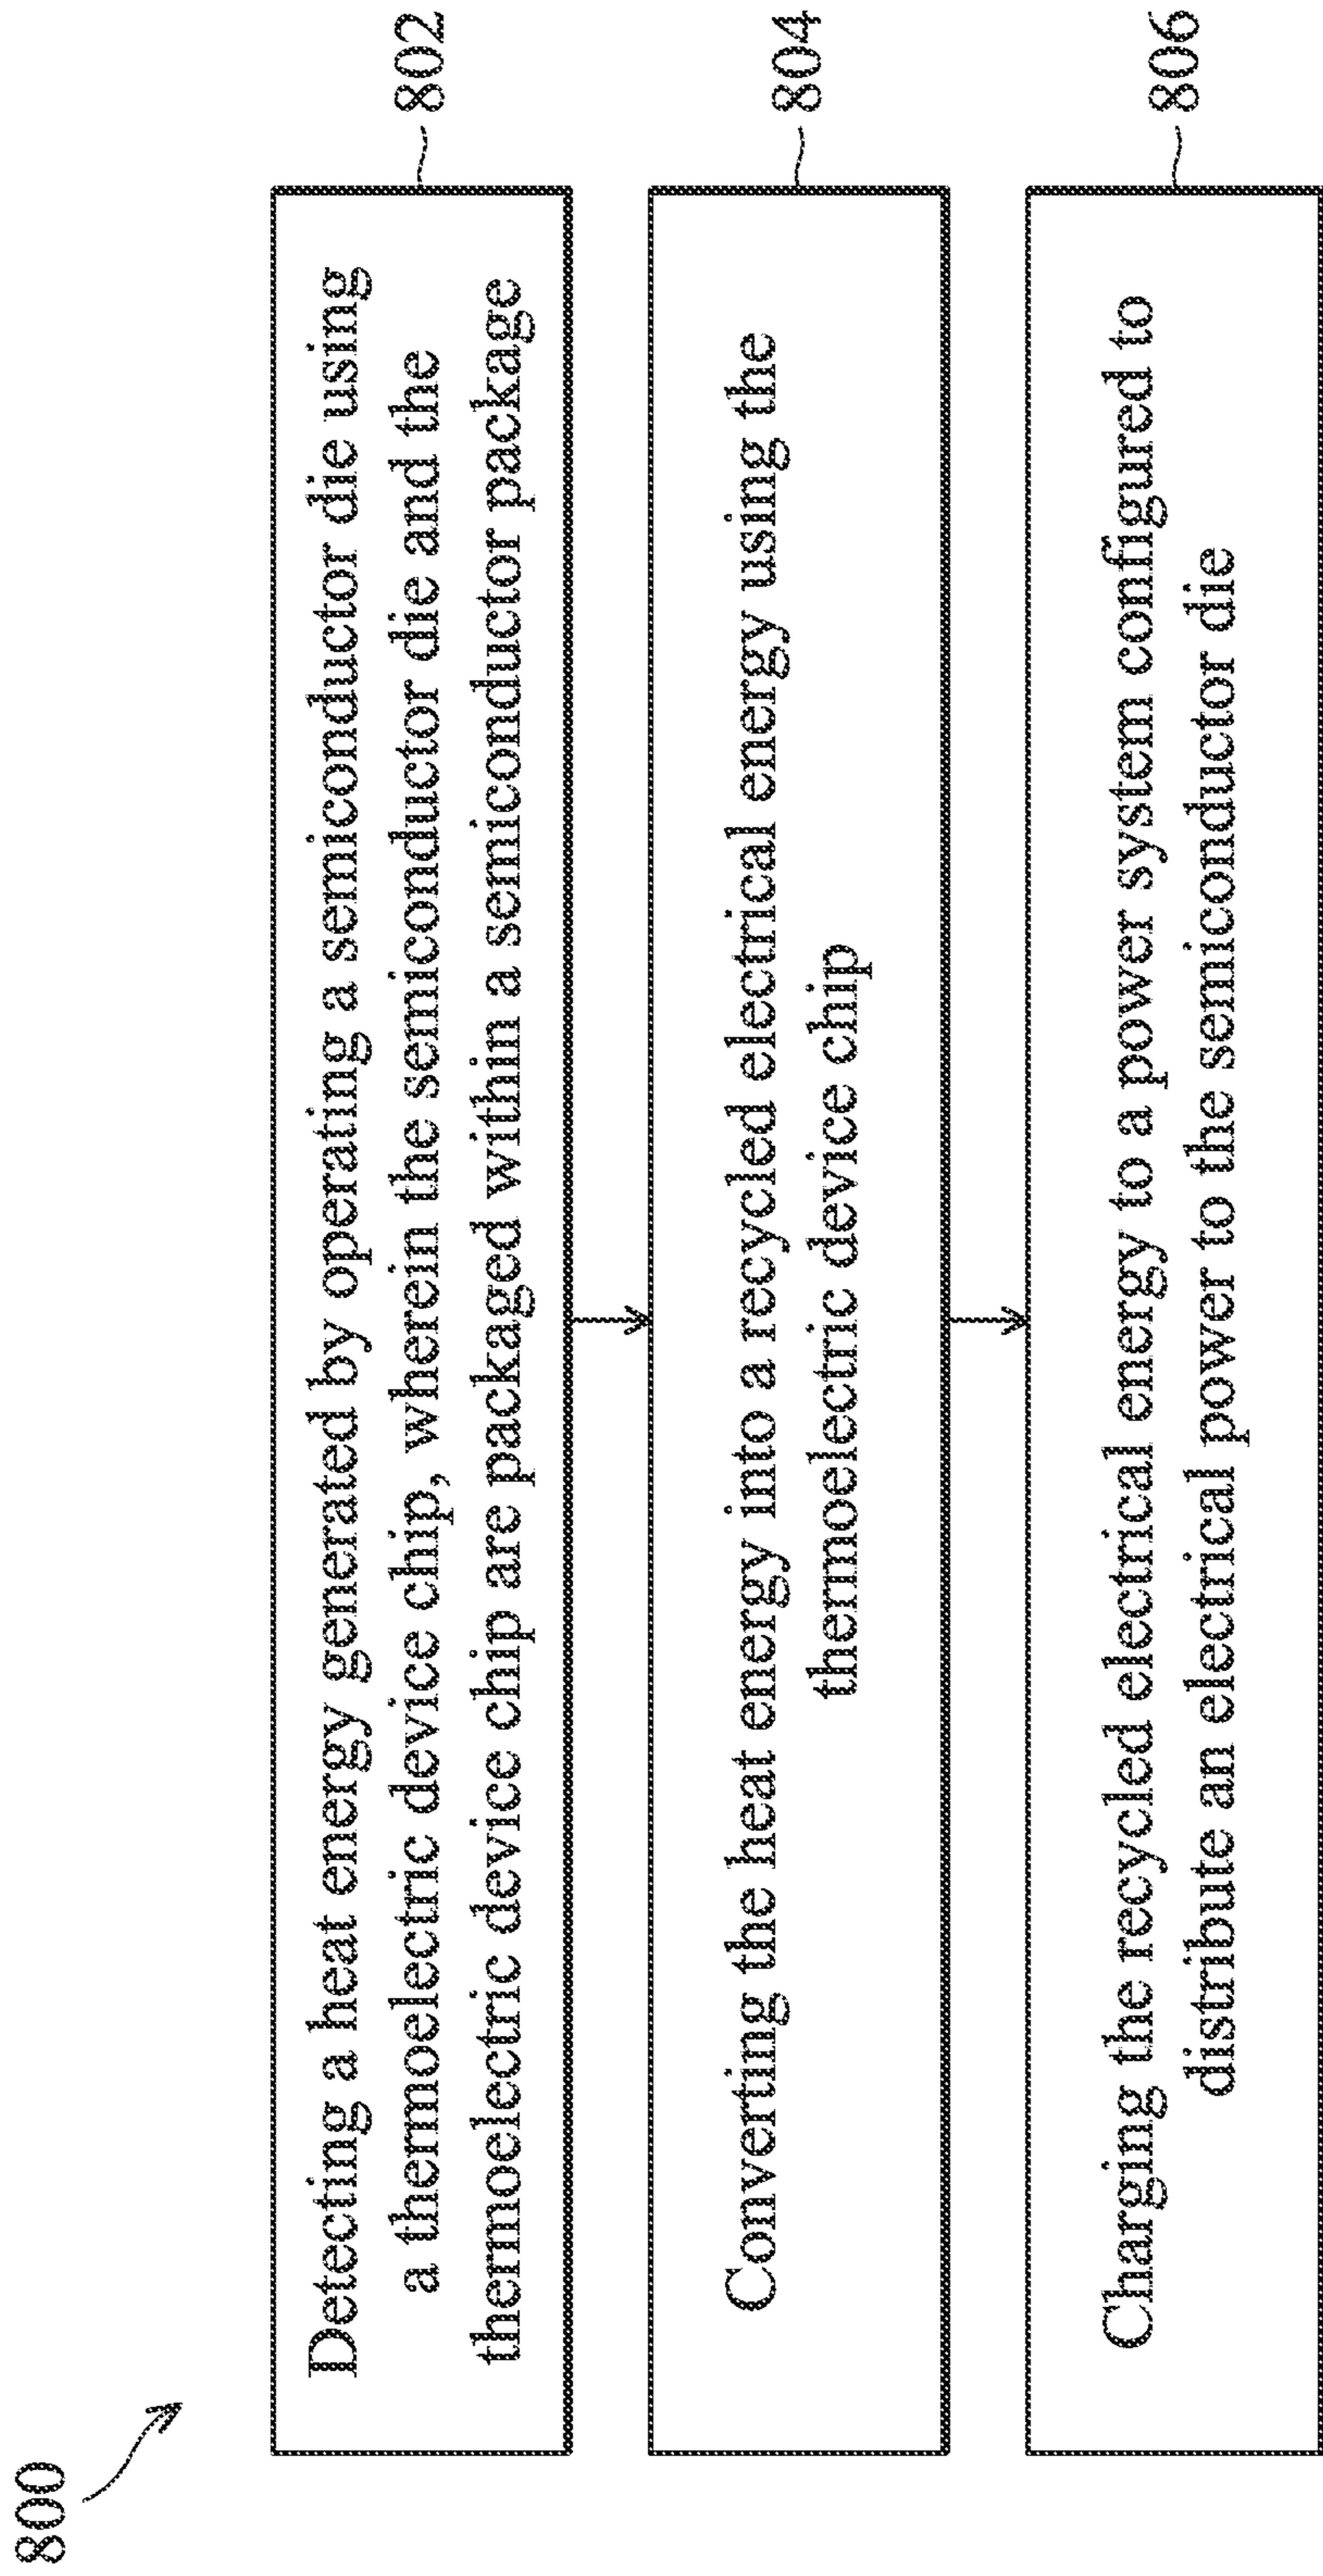 800
Detecting a heat energy generated by operating a semiconductor die using
a thermoelectric device chip, wherein the semiconductor die and the
thermoelectric device chip are packaged within a semiconductor package
802
Converting the heat energy into a recycled electrical energy using the
thermoelectric device chip
804
Charging the recycled electrical energy to a power system configured to
distribute an electrical power to the semiconductor die
806